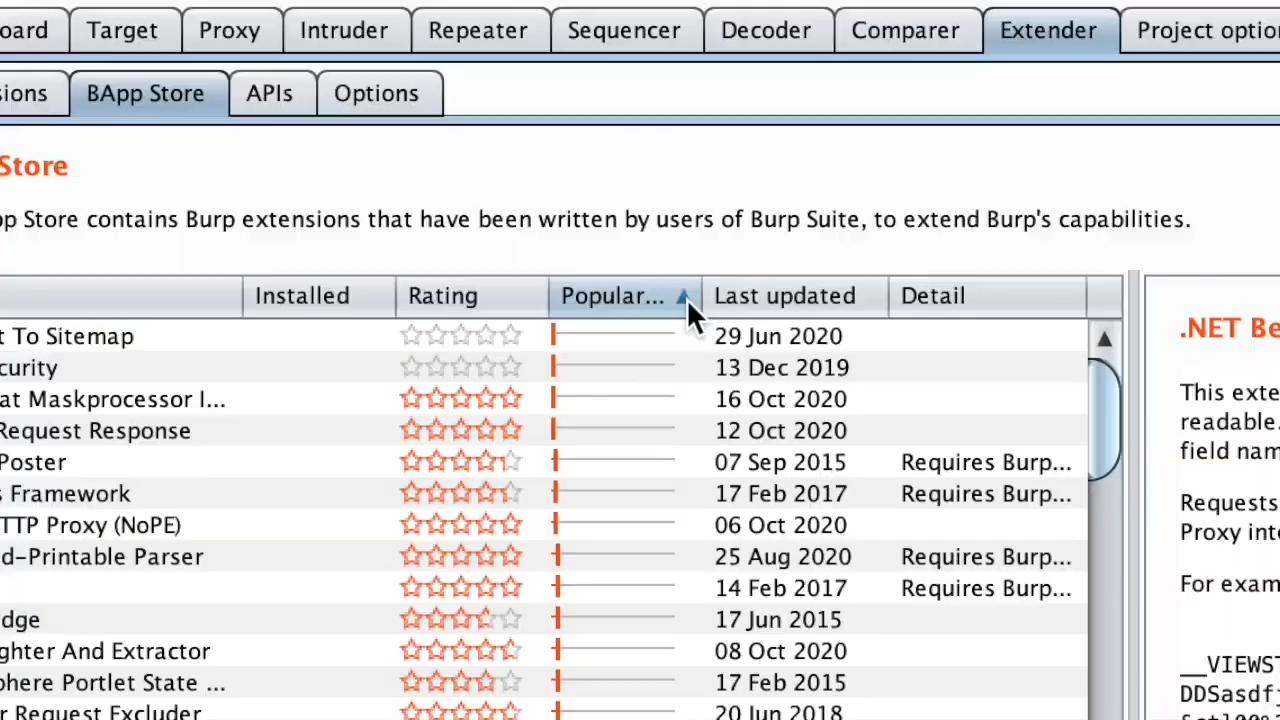 oard Target Proxy Intruder Repeater Sequencer Decoder Comparer Extender Project optior
sions BApp Store APIs Options
Store
pp Store contains Burp extensions that have been written by users of Burp Suite, to extend Burp's capabilities.
Installed Rating Popular... Last updated Detail
t To Sitemap 29 Jun 2020
curity 13 Dec 2019
at Maskprocessor I... 16 Oct 2020
Request Response 12 Oct 2020
Poster 07 Sep 2015 Requires Burp...
s Framework 17 Feb 2017 Requires Burp...
TTP Proxy (NoPE) 06 Oct 2020
d-Printable Parser 25 Aug 2020 Requires Burp...
14 Feb 2017 Requires Burp...
dge 17 Jun 2015
ghter And Extractor 08 Oct 2020
phere Portlet State ... 17 Feb 2015
r Request Excluder 20 Jun 2018
.NET Be
This exte
readable.
field nam
Requests
Proxy inte
For exam
__VIEWST
DDSasdfj